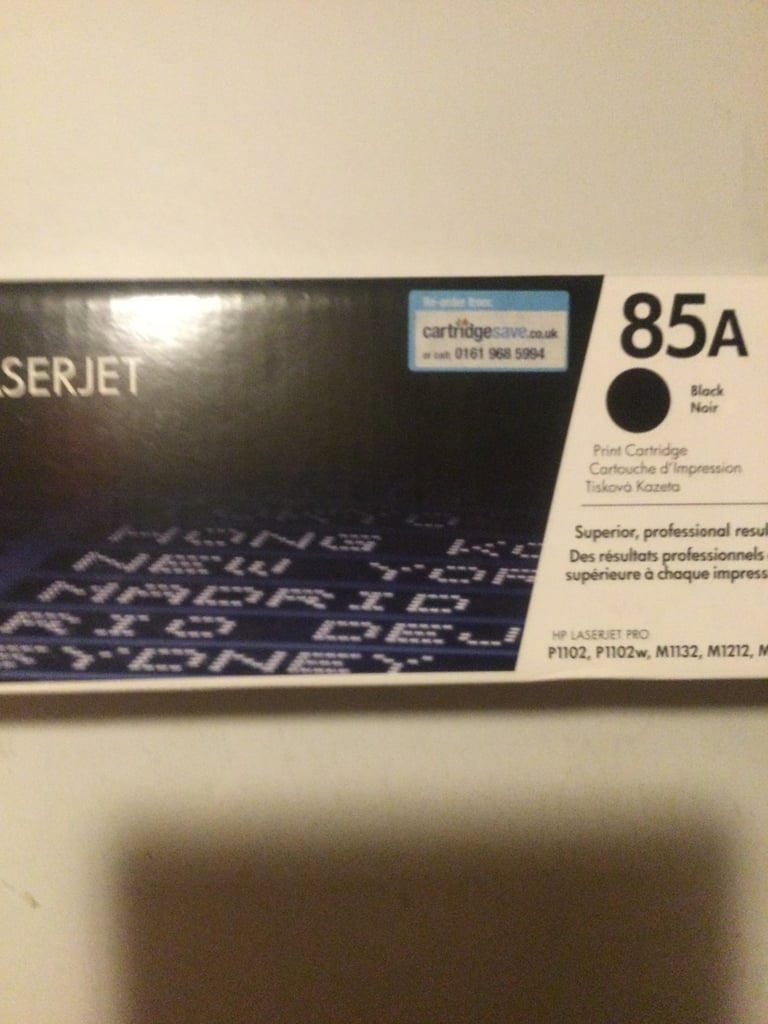 Re-order from:
cartridgesave.co.uk
or call: 0161 968 5994
85A
SERJET
Black
Noir
Print Cartridge
Cartouche d'Impression
Tisková Kazeta
Superior, professional resul
Des résultats professionnels
supérieure à chaque impress
HP LASERJET PRO
P1102, P1102w, M1132, M1212, M
HONG KO
NEW YOR
MADRID
RIO BEIJ
SYDNEY